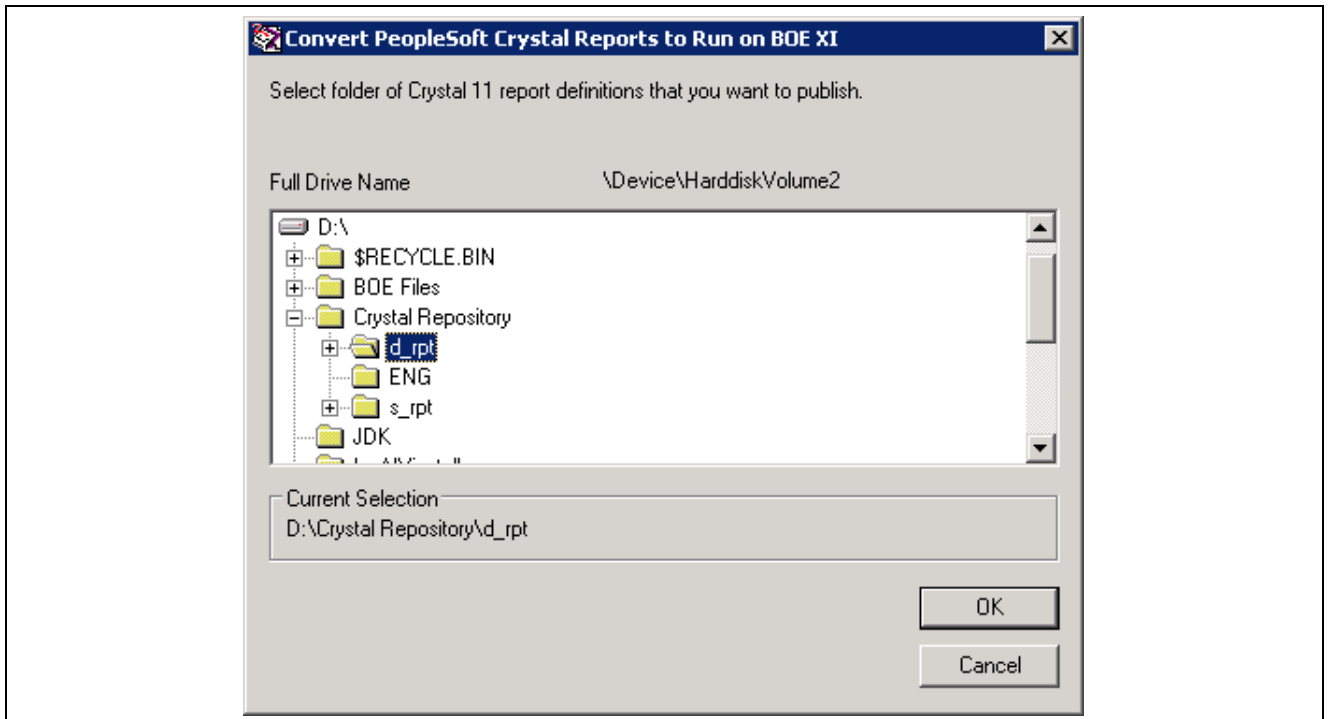 Convert PeopleSoft Crystal Reports to Run on BOE XI
Select folder of Crystal 11 report definitions that you want to publish.
Full Drive Name \Device\HarddiskVolume2
D:\
$RECYCLE.BIN
BOE Files
Crystal Repository
d_rpt
ENG
s_rpt
JDK
Current Selection
D:\Crystal Repository\d_rpt
OK
Cancel